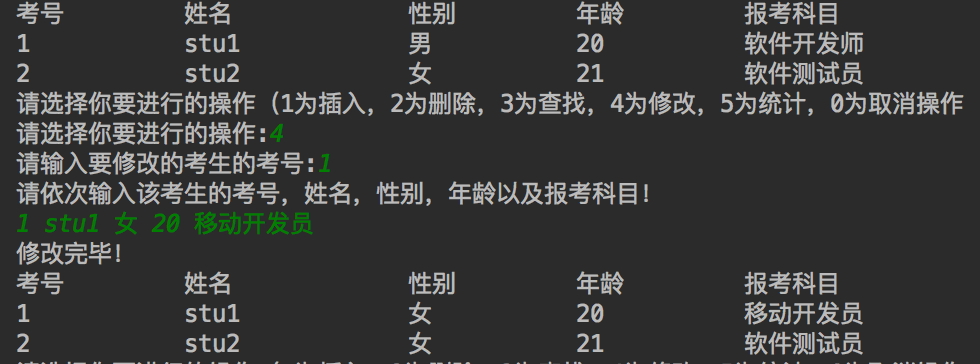 考号 姓名 性别 年龄 报考科目
1 stu1 男 20 软件开发师
2 stu2 女 21 软件测试员
请选择你要进行的操作（1为插入，2为删除，3为查找，4为修改，5为统计，0为取消操作
请选择你要进行的操作:4
请输入要修改的考生的考号:1
请依次输入该考生的考号，姓名，性别，年龄以及报考科目！
1 stu1 女 20 移动开发员
修改完毕！
考号 姓名 性别 年龄 报考科目
1 stu1 女 20 移动开发员
2 stu2 女 21 软件测试员